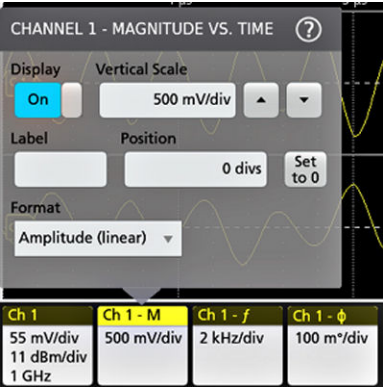 CHANNEL 1 - MAGNITUDE VS. TIME ?
Display Vertical Scale
On 500 mV/div
Label Position
0 divs Set to 0
Format
Amplitude (linear)
Ch 1 Ch 1 - M Ch 1 - f Ch 1 - ϕ
55 mV/div 500 mV/div 2 kHz/div 100 m°/div
11 dBm/div
1 GHz